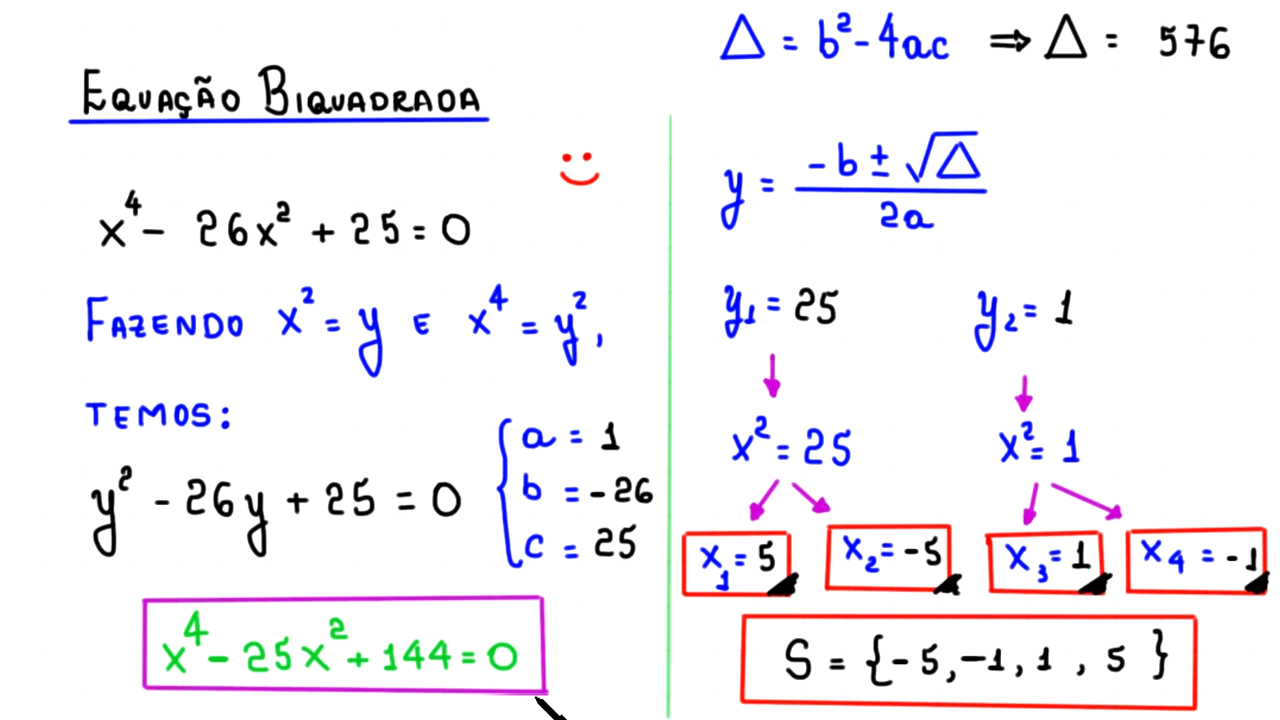 EQUAÇÃO BIQUADRADA
x⁴ - 26x² + 25 = 0
FAZENDO x² = y E x⁴ = y²,
TEMOS:
y² - 26y + 25 = 0
a = 1
b = -26
c = 25
x⁴ - 25x² + 144 = 0
Δ = b² - 4ac ⇒ Δ = 576
y = (-b ± √Δ) / 2a
y₁ = 25 y₂ = 1
x² = 25 x² = 1
x₁ = 5 x₂ = -5 x₃ = 1 x₄ = -1
S = {-5, -1, 1, 5}